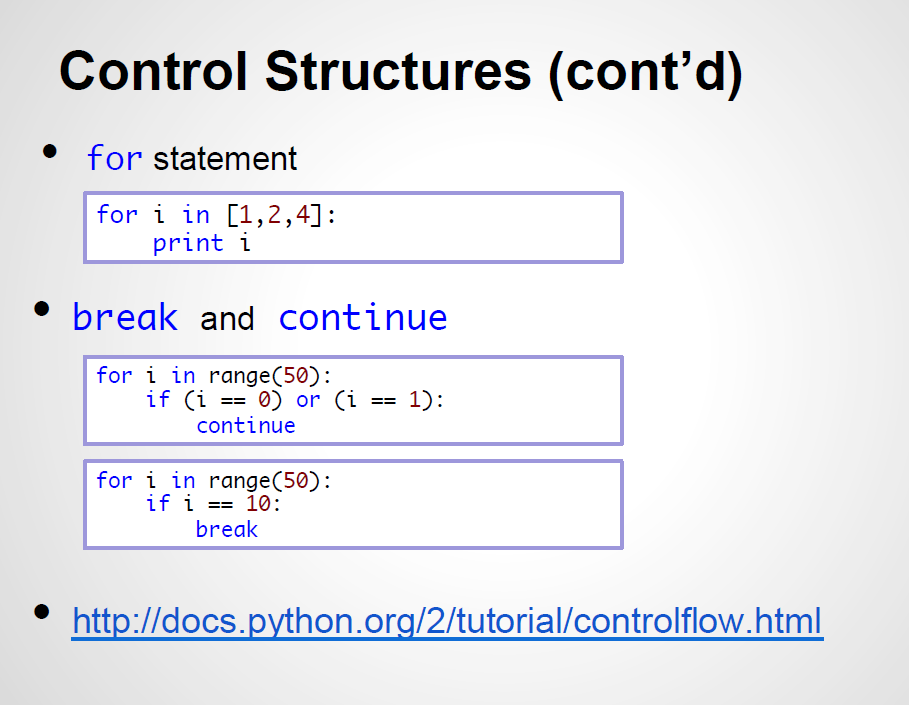 Control Structures (cont’d)
• for statement
for i in [1,2,4]:
    print i
• break and continue
for i in range(50):
    if (i == 0) or (i == 1):
        continue
for i in range(50):
    if i == 10:
        break
• http://docs.python.org/2/tutorial/controlflow.html